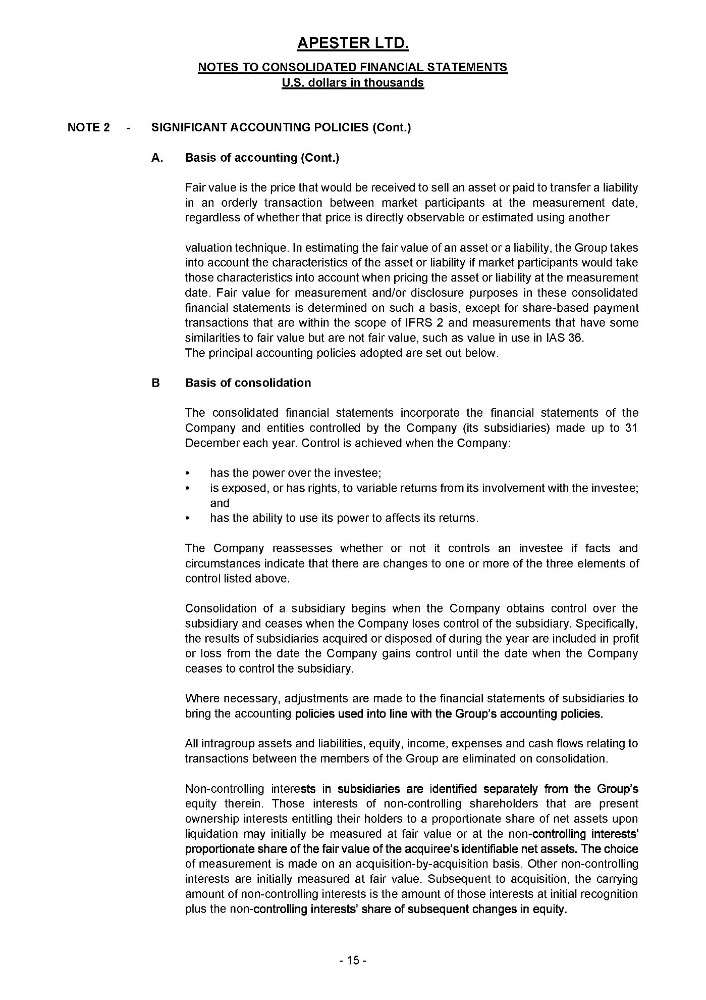 APESTER LTD.
NOTES TO CONSOLIDATED FINANCIAL STATEMENTS
U.S. dollars in thousands
NOTE 2 - SIGNIFICANT ACCOUNTING POLICIES (Cont.)
A. Basis of accounting (Cont.)
Fair value is the price that would be received to sell an asset or paid to transfer a liability
in an orderly transaction between market participants at the measurement date,
regardless of whether that price is directly observable or estimated using another
valuation technique. In estimating the fair value of an asset or a liability, the Group takes
into account the characteristics of the asset or liability if market participants would take
those characteristics into account when pricing the asset or liability at the measurement
date. Fair value for measurement and/or disclosure purposes in these consolidated
financial statements is determined on such a basis, except for share-based payment
transactions that are within the scope of IFRS 2 and measurements that have some
similarities to fair value but are not fair value, such as value in use in IAS 36.
The principal accounting policies adopted are set out below.
B Basis of consolidation
The consolidated financial statements incorporate the financial statements of the
Company and entities controlled by the Company (its subsidiaries) made up to 31
December each year. Control is achieved when the Company:
• has the power over the investee;
• is exposed, or has rights, to variable returns from its involvement with the investee;
and
• has the ability to use its power to affects its returns.
The Company reassesses whether or not it controls an investee if facts and
circumstances indicate that there are changes to one or more of the three elements of
control listed above.
Consolidation of a subsidiary begins when the Company obtains control over the
subsidiary and ceases when the Company loses control of the subsidiary. Specifically,
the results of subsidiaries acquired or disposed of during the year are included in profit
or loss from the date the Company gains control until the date when the Company
ceases to control the subsidiary.
Where necessary, adjustments are made to the financial statements of subsidiaries to
bring the accounting policies used into line with the Group’s accounting policies.
All intragroup assets and liabilities, equity, income, expenses and cash flows relating to
transactions between the members of the Group are eliminated on consolidation.
Non-controlling interests in subsidiaries are identified separately from the Group’s
equity therein. Those interests of non-controlling shareholders that are present
ownership interests entitling their holders to a proportionate share of net assets upon
liquidation may initially be measured at fair value or at the non-controlling interests’
proportionate share of the fair value of the acquiree’s identifiable net assets. The choice
of measurement is made on an acquisition-by-acquisition basis. Other non-controlling
interests are initially measured at fair value. Subsequent to acquisition, the carrying
amount of non-controlling interests is the amount of those interests at initial recognition
plus the non-controlling interests’ share of subsequent changes in equity.
- 15 -